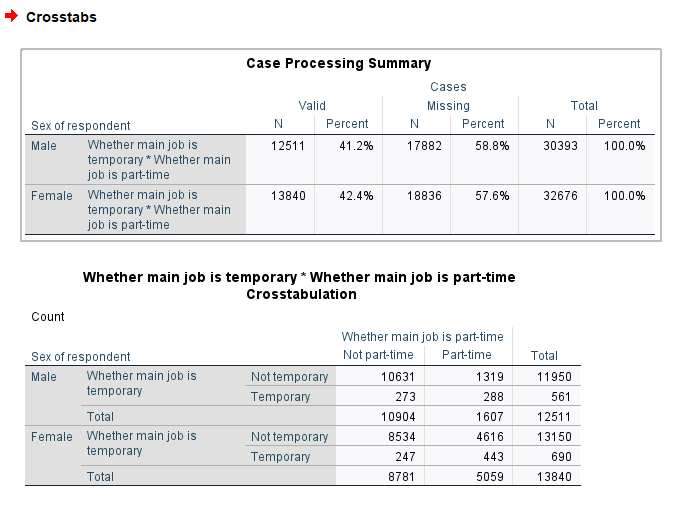 Crosstabs
Case Processing Summary
Cases
Valid Missing Total
Sex of respondent N Percent N Percent N Percent
Male Whether main job is temporary * Whether main job is part-time 12511 41.2% 17882 58.8% 30393 100.0%
Female Whether main job is temporary * Whether main job is part-time 13840 42.4% 18836 57.6% 32676 100.0%
Whether main job is temporary * Whether main job is part-time
Crosstabulation
Count
Whether main job is part-time
Sex of respondent Not part-time Part-time Total
Male Whether main job is temporary Not temporary 10631 1319 11950
Temporary 273 288 561
Total 10904 1607 12511
Female Whether main job is temporary Not temporary 8534 4616 13150
Temporary 247 443 690
Total 8781 5059 13840